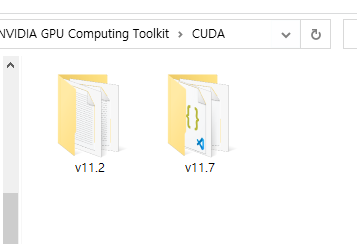 NVIDIA GPU Computing Toolkit > CUDA
v11.2
v11.7